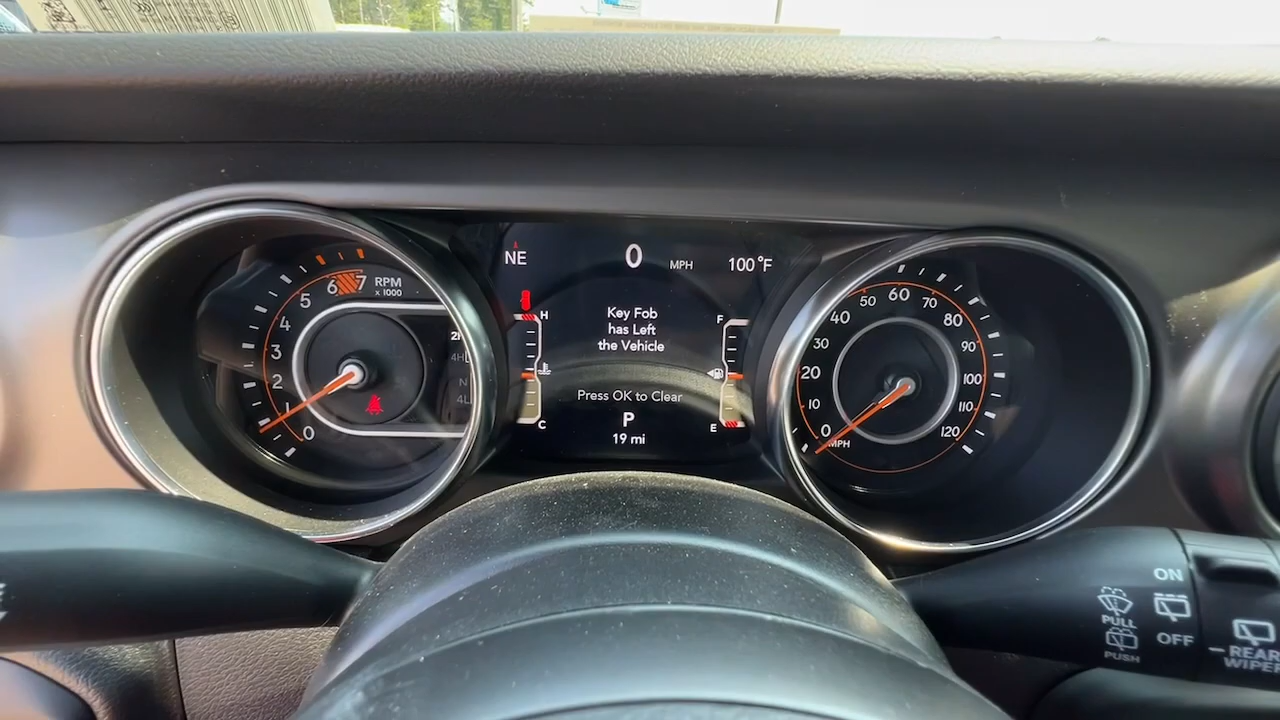 NE
0 MPH
100 °F
6 7 RPM
x 1000
5
4
3
2
1
0
2H
4H
N
4L
H
C
Key Fob
has Left
the Vehicle
Press OK to Clear
P
19 mi
F
E
50 60 70
40 80
30 90
20 100
10 110
0 120
MPH
PULL
PUSH
ON
OFF
REAR
WIPER